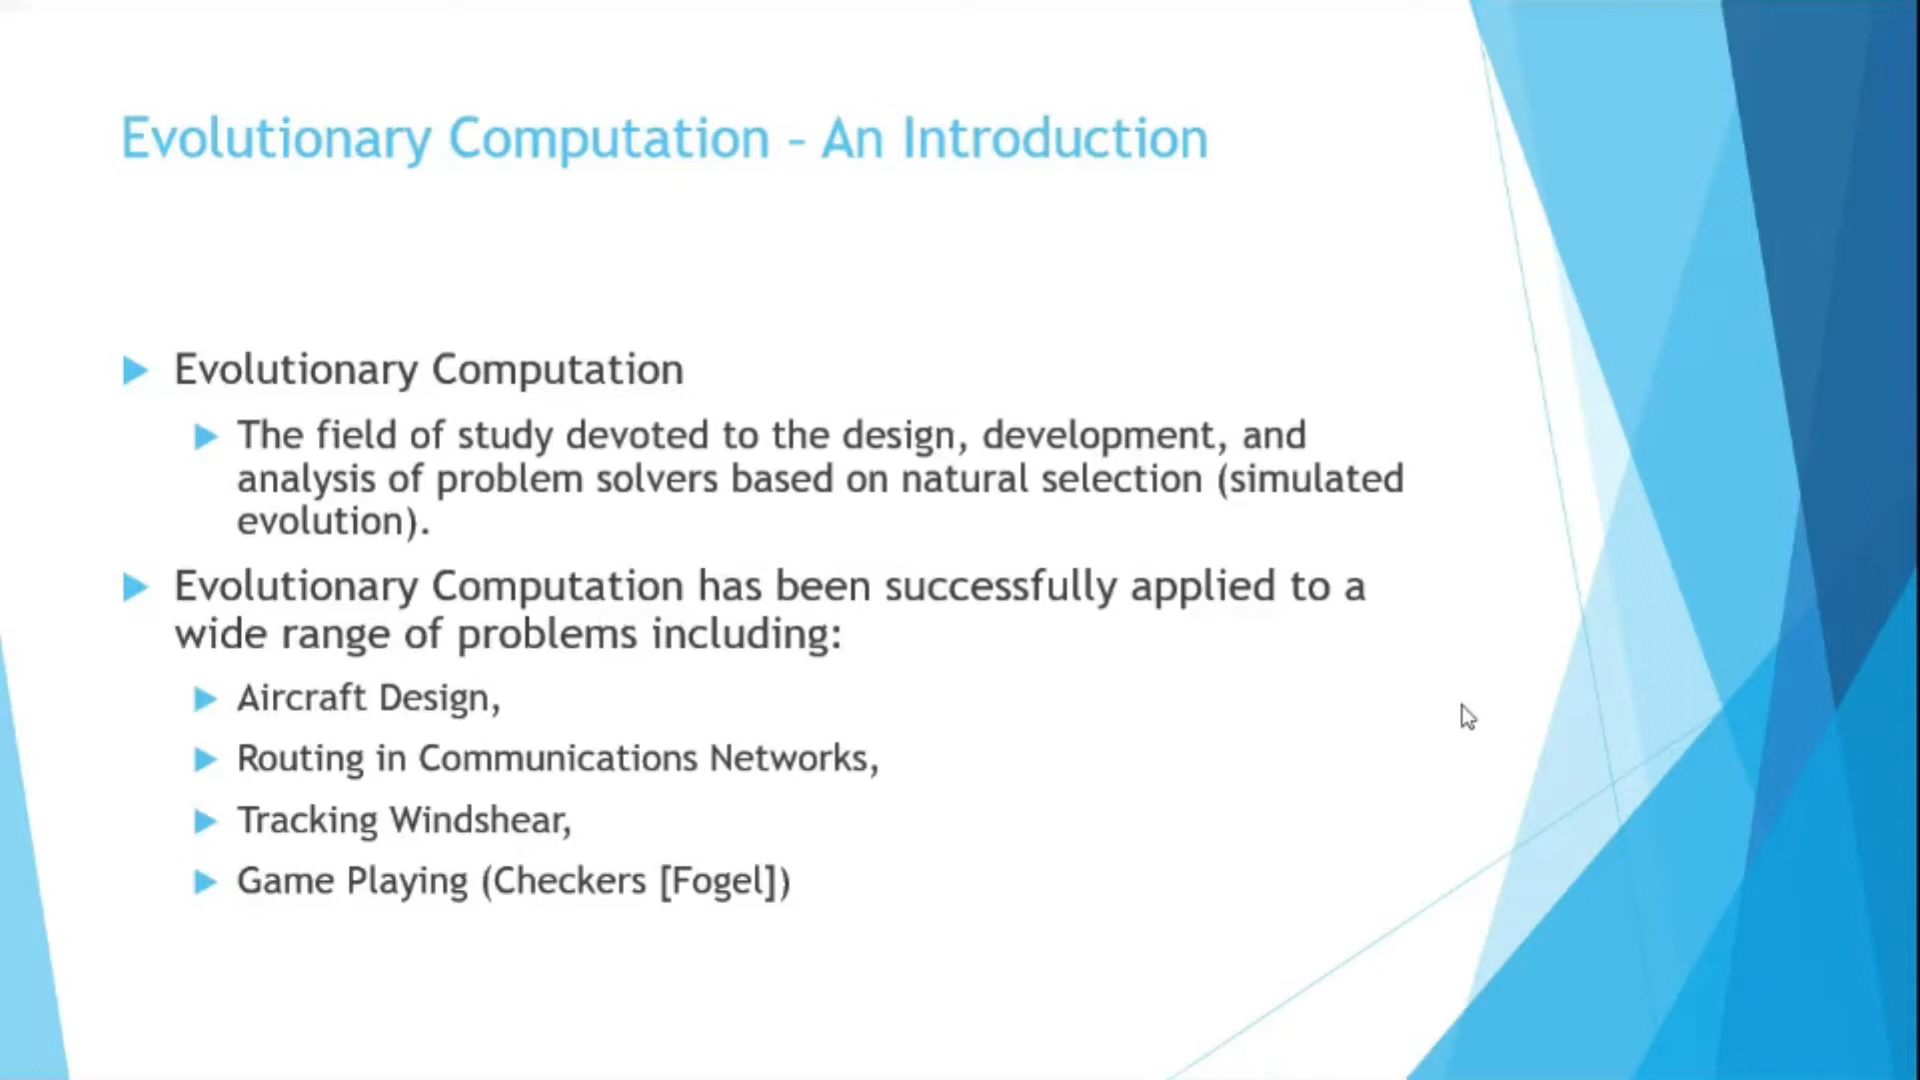 Evolutionary Computation – An Introduction
Evolutionary Computation
The field of study devoted to the design, development, and
analysis of problem solvers based on natural selection (simulated
evolution).
Evolutionary Computation has been successfully applied to a
wide range of problems including:
Aircraft Design,
Routing in Communications Networks,
Tracking Windshear,
Game Playing (Checkers [Fogel])